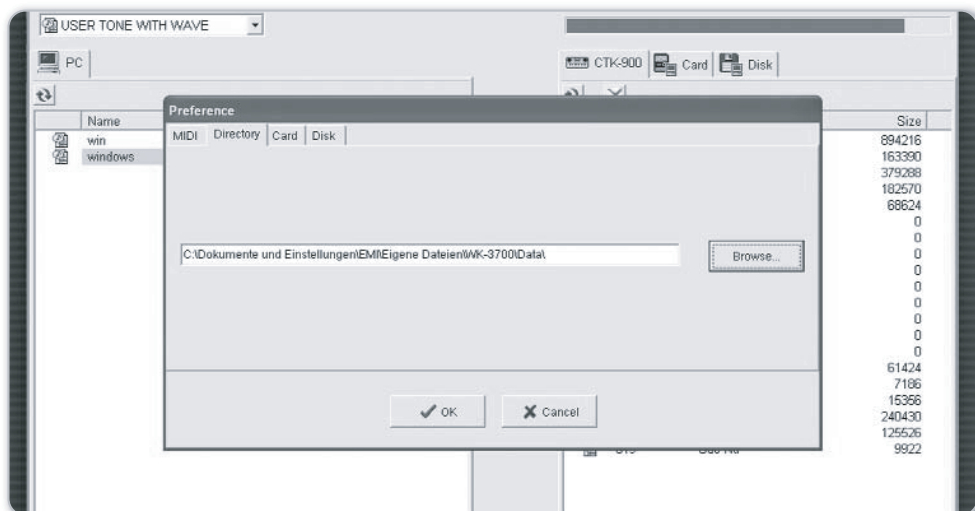 USER TONE WITH WAVE
PC
CTK-900 Card Disk
Name
win
windows
Size
894216
163390
379288
182570
68624
0
0
0
0
0
0
0
0
0
61424
7186
15356
240430
125526
9922
Preference
MIDI Directory Card Disk
C:\Dokumente und Einstellungen\EMI\Eigene Dateien\WK-3700\Data\
Browse...
OK Cancel